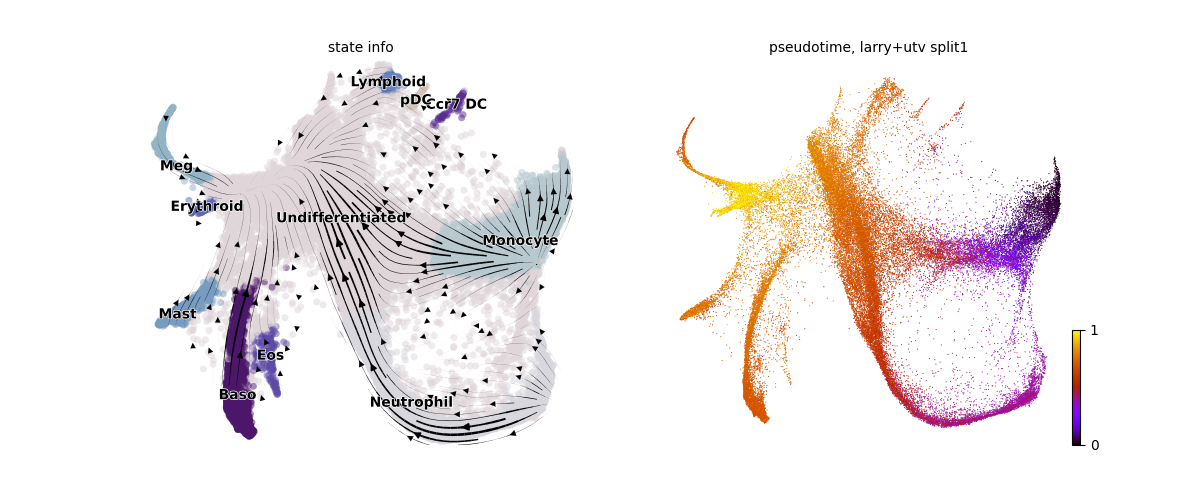 state info
pseudotime, larry+utv split1
Lymphoid
pDC
Ccr7 DC
Meg
Erythroid
Undifferentiated
Monocyte
Mast
Eos
Baso
Neutrophil
1
0